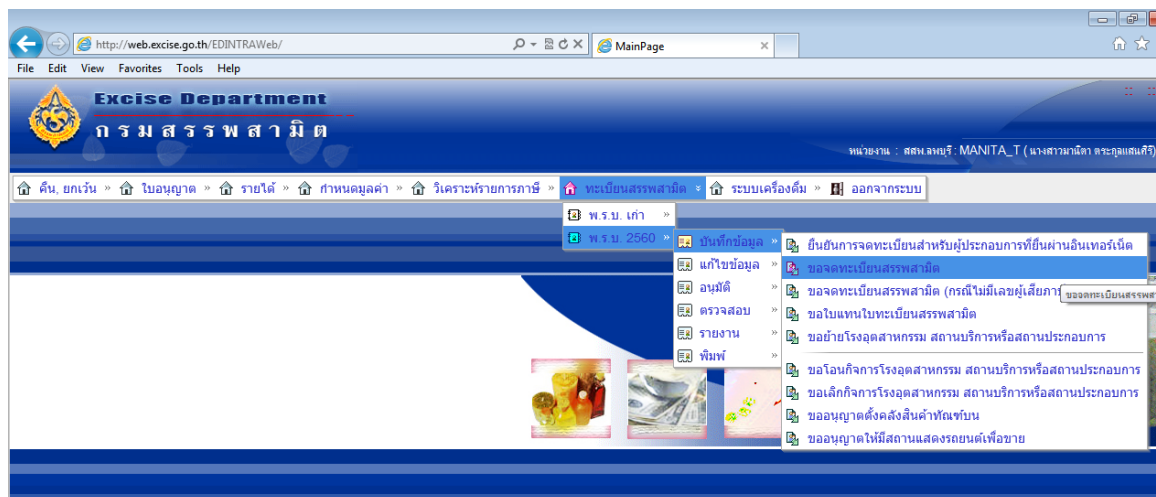 http://web.excise.go.th/EDINTRAWeb/
MainPage
File Edit View Favorites Tools Help
Excise Department
กรมสรรพสามิต
หน่วยงาน : สสพ.ลพบุรี : MANITA_T ( นางสาวมานิตา ตระกูลแสนศิริ)
คืน, ยกเว้น » ใบอนุญาต » รายได้ » กำหนดมูลค่า » วิเคราะห์รายการภาษี » ทะเบียนสรรพสามิต » ระบบเครื่องดื่ม » ออกจากระบบ
พ.ร.บ. เก่า »
พ.ร.บ. 2560 »
บันทึกข้อมูล »
แก้ไขข้อมูล »
อนุมัติ »
ตรวจสอบ »
รายงาน »
พิมพ์ »
ยืนยันการจดทะเบียนสำหรับผู้ประกอบการที่ยื่นผ่านอินเทอร์เน็ต
ขอจดทะเบียนสรรพสามิต
ขอจดทะเบียนสรรพสามิต (กรณีไม่มีเลขผู้เสียภา
ขอจดทะเบียนสรรพส
ขอใบแทนใบทะเบียนสรรพสามิต
ขอย้ายโรงอุตสาหกรรม สถานบริการหรือสถานประกอบการ
ขอโอนกิจการโรงอุตสาหกรรม สถานบริการหรือสถานประกอบการ
ขอเลิกกิจการโรงอุตสาหกรรม สถานบริการหรือสถานประกอบการ
ขออนุญาตตั้งคลังสินค้าทัณฑ์บน
ขออนุญาตให้มีสถานแสดงรถยนต์เพื่อขาย